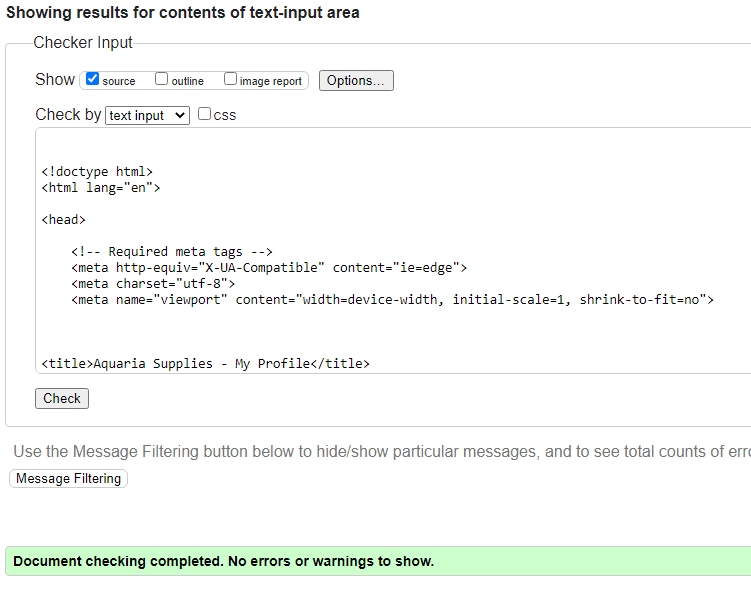 Showing results for contents of text-input area
Checker Input
Show source outline image report Options...
Check by text input css
<!doctype html>
<html lang="en">
<head>
<!-- Required meta tags -->
<meta http-equiv="X-UA-Compatible" content="ie=edge">
<meta charset="utf-8">
<meta name="viewport" content="width=device-width, initial-scale=1, shrink-to-fit=no">
<title>Aquaria Supplies - My Profile</title>
Check
Use the Message Filtering button below to hide/show particular messages, and to see total counts of
Message Filtering
Document checking completed. No errors or warnings to show.